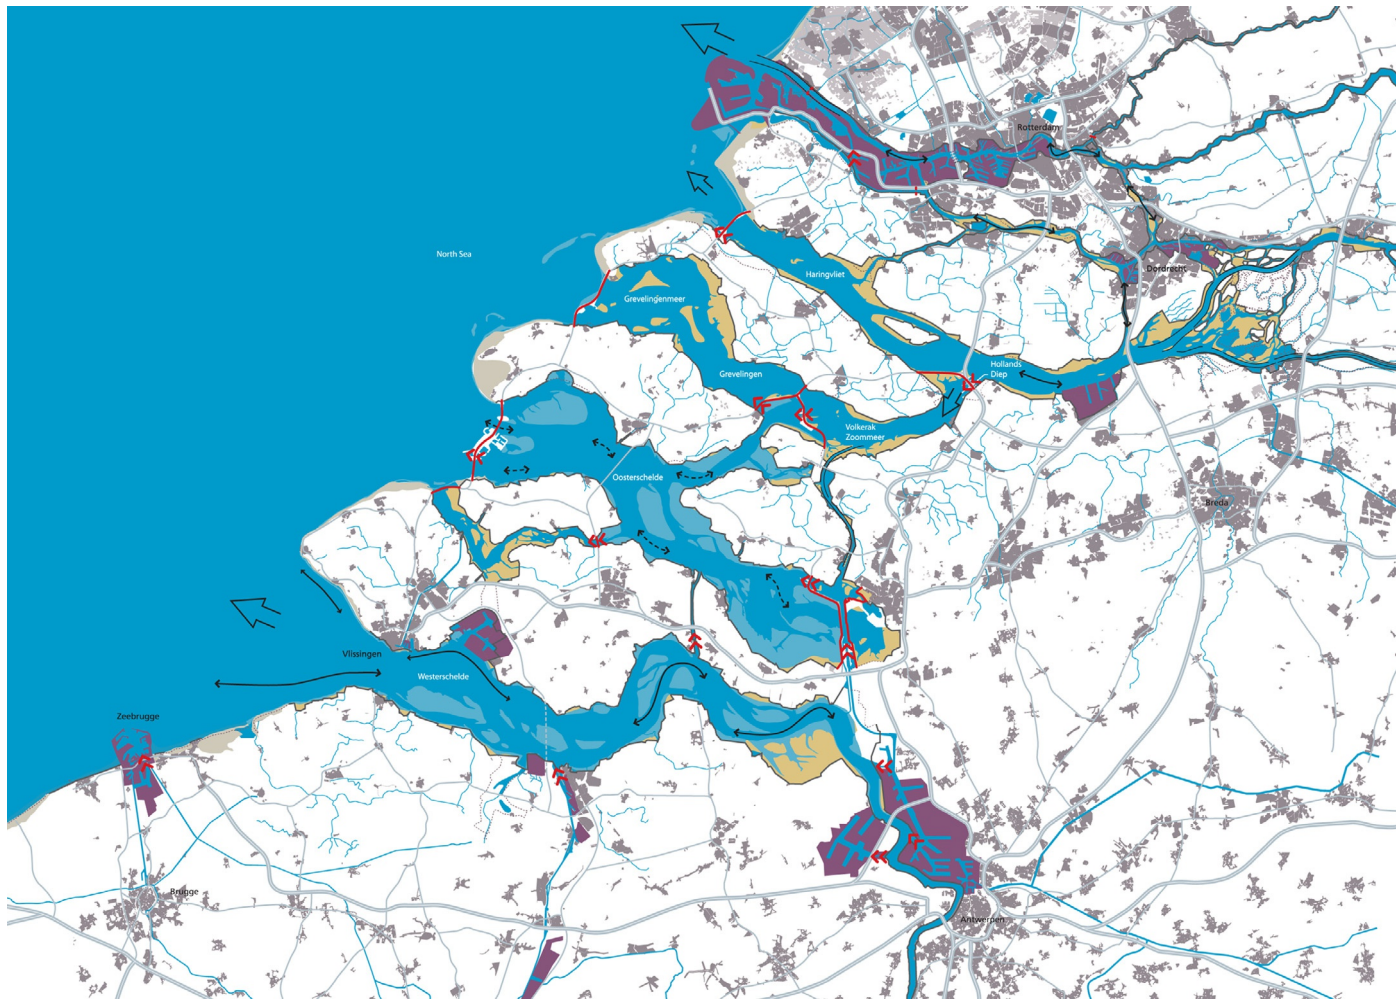 Rotterdam
North Sea
Haringvliet
Dordrecht
Grevelingenmeer
Hollands
Diep
Grevelingen
Volkerak
Zoommeer
Oosterschelde
Breda
Vlissingen
Westerschelde
Zeebrugge
Brugge
Antwerpen